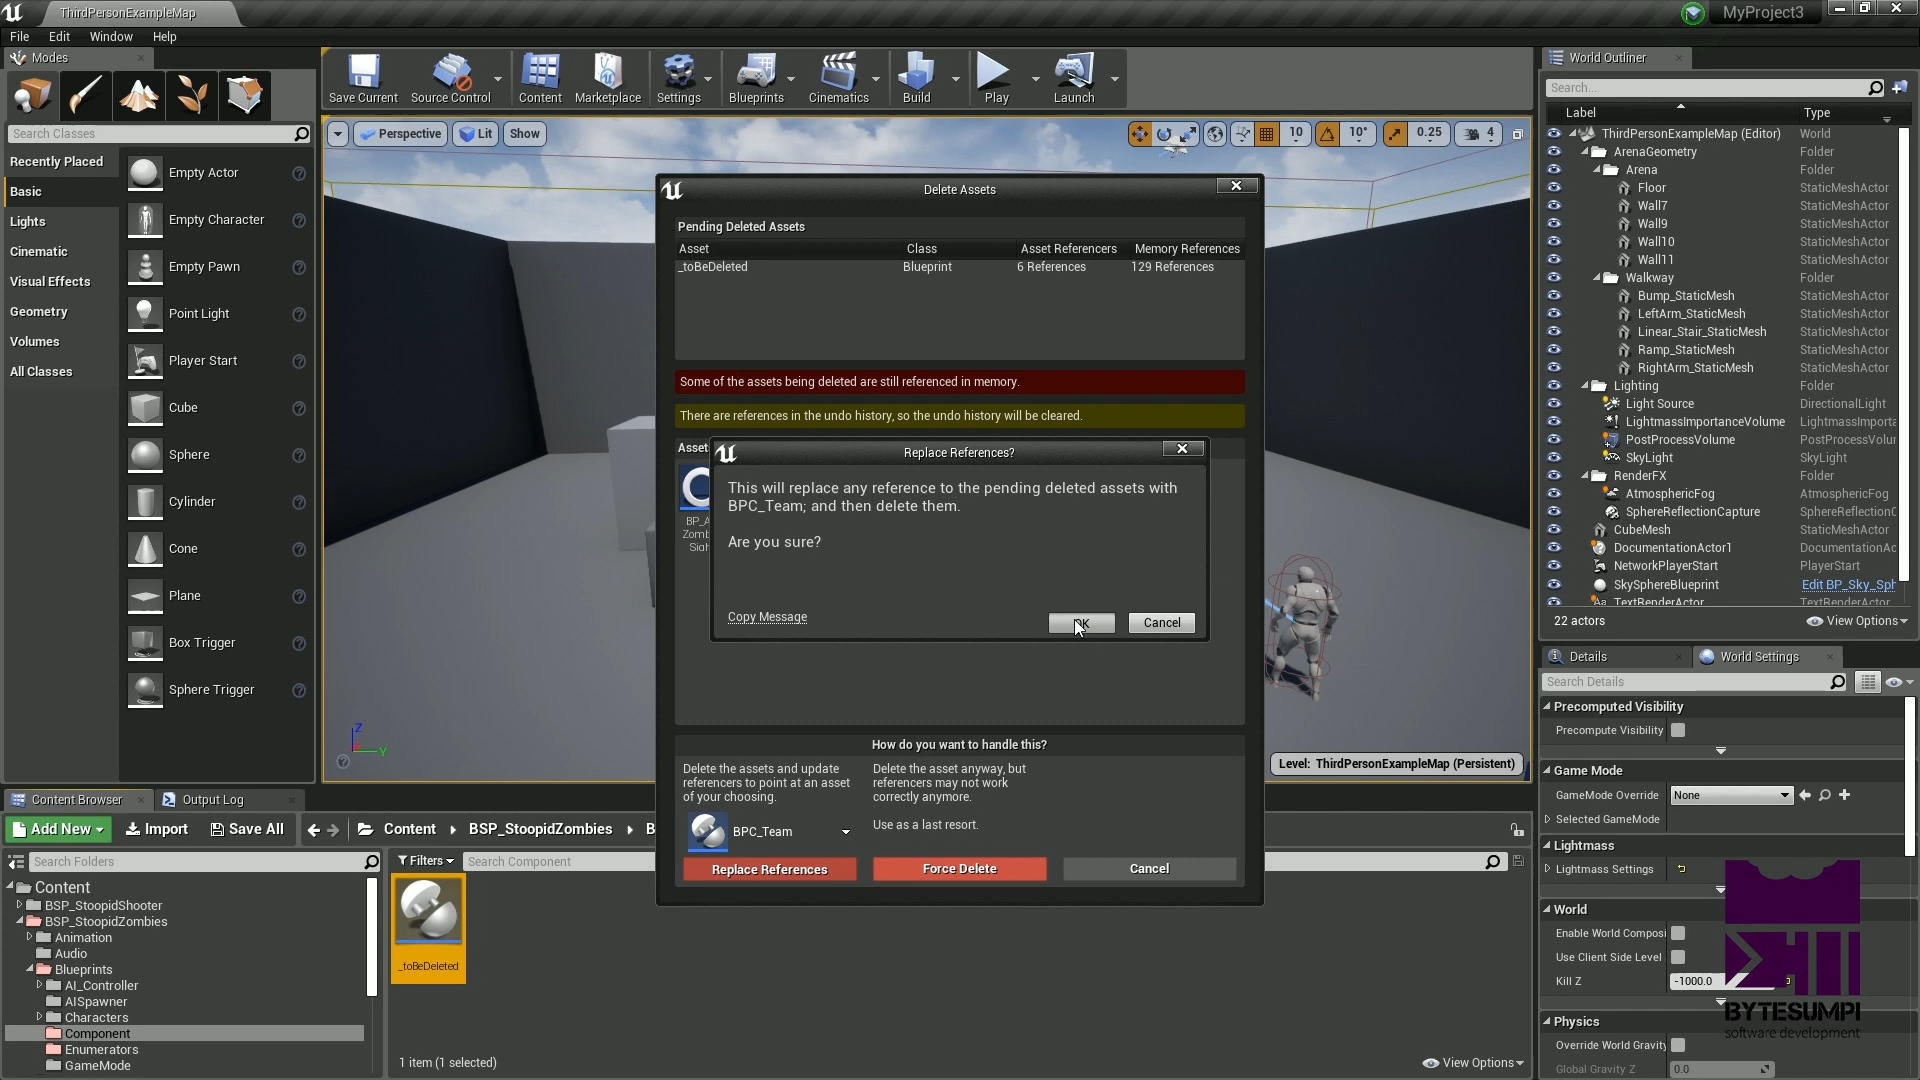 ThirdPersonExampleMap
MyProject3
File Edit Window Help
Modes
Search Classes
Recently Placed
Basic
Lights
Cinematic
Visual Effects
Geometry
Volumes
All Classes
Empty Actor
Empty Character
Empty Pawn
Point Light
Player Start
Cube
Sphere
Cylinder
Cone
Plane
Box Trigger
Sphere Trigger
Save Current
Source Control
Content
Marketplace
Settings
Blueprints
Cinematics
Build
Play
Launch
Perspective
Lit
Show
10
10°
0.25
4
Delete Assets
Pending Deleted Assets
Asset Class Asset Referencers Memory References
_toBeDeleted Blueprint 6 References 129 References
Some of the assets being deleted are still referenced in memory.
There are references in the undo history, so the undo history will be cleared.
Replace References?
This will replace any reference to the pending deleted assets with
BPC_Team; and then delete them.
Are you sure?
Copy Message
Cancel
How do you want to handle this?
Delete the assets and update
referencers to point at an asset
of your choosing.
Delete the asset anyway, but
referencers may not work
correctly anymore.
Use as a last resort.
BPC_Team
Replace References
Force Delete
Cancel
Z
Y
Level: ThirdPersonExampleMap (Persistent)
World Outliner
Search...
Label Type
ThirdPersonExampleMap (Editor) World
ArenaGeometry Folder
Arena Folder
Floor StaticMeshActor
Wall7 StaticMeshActor
Wall9 StaticMeshActor
Wall10 StaticMeshActor
Wall11 StaticMeshActor
Walkway Folder
Bump_StaticMesh StaticMeshActor
LeftArm_StaticMesh StaticMeshActor
Linear_Stair_StaticMesh StaticMeshActor
Ramp_StaticMesh StaticMeshActor
RightArm_StaticMesh StaticMeshActor
Lighting Folder
Light Source DirectionalLight
LightmassImportanceVolume LightmassImporta
PostProcessVolume PostProcessVolur
SkyLight SkyLight
RenderFX Folder
AtmosphericFog AtmosphericFog
SphereReflectionCapture SphereReflectionC
CubeMesh StaticMeshActor
DocumentationActor1 DocumentationAc
NetworkPlayerStart PlayerStart
SkySphereBlueprint Edit BP_Sky_Sph
TextRenderActor TextRenderActor
22 actors
View Options
Details
World Settings
Search Details
Precomputed Visibility
Precompute Visibility
Game Mode
GameMode Override None
Selected GameMode
Lightmass
Lightmass Settings
World
Enable World Composi
Use Client Side Level
Kill Z -1000.0
Physics
Override World Gravity
Global Gravity Z 0.0
BYTESUMPI
software development
Content Browser
Output Log
Add New
Import
Save All
Content
BSP_StoopidZombies
B
Search Folders
Filters
Search Component
Content
BSP_StoopidShooter
BSP_StoopidZombies
Animation
Audio
Blueprints
AI_Controller
AISpawner
Characters
Component
Enumerators
GameMode
_toBeDeleted
1 item (1 selected)
View Options